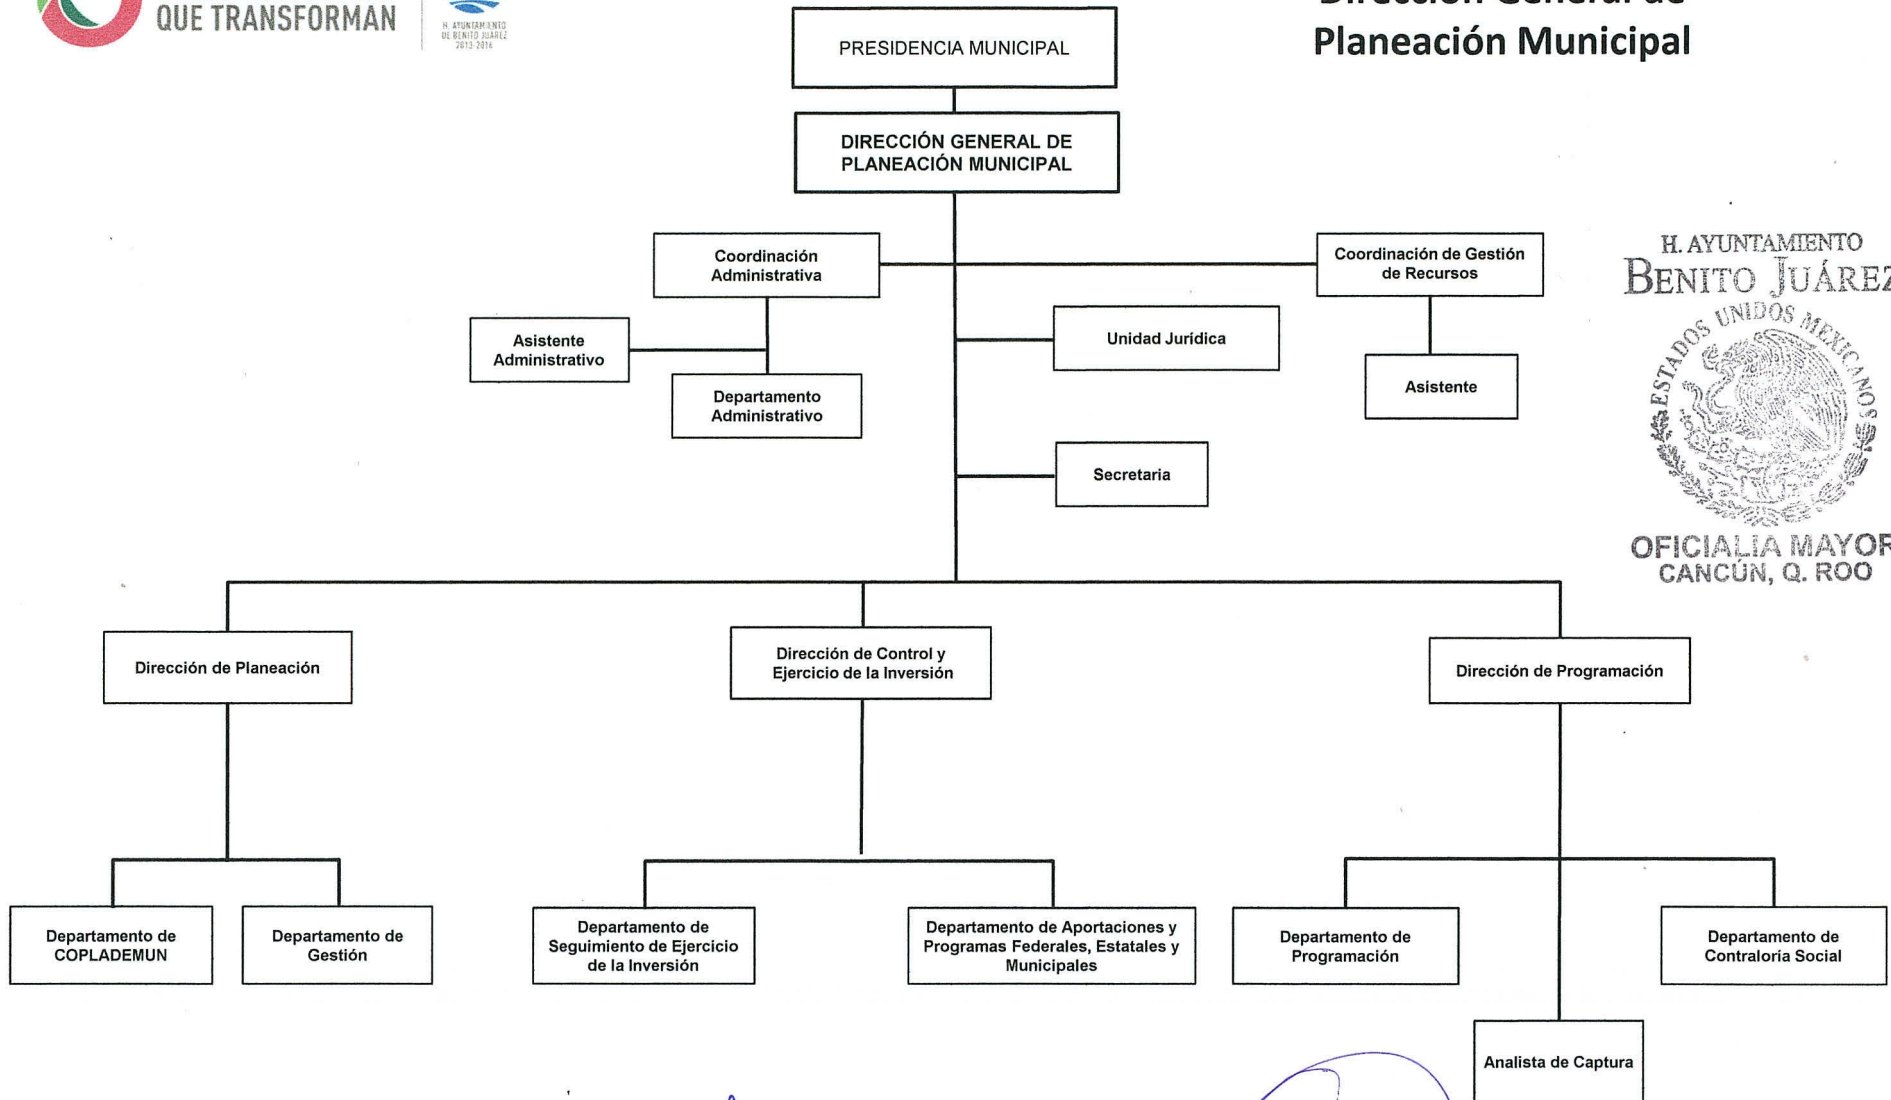 QUE TRANSFORMAN
H. AYUNTAMIENTO
DE BENITO JUÁREZ
2013-2016
Dirección General de
Planeación Municipal
PRESIDENCIA MUNICIPAL
DIRECCIÓN GENERAL DE
PLANEACIÓN MUNICIPAL
Coordinación
Administrativa
Coordinación de Gestión
de Recursos
H. AYUNTAMIENTO
BENITO JUÁREZ
ESTADOS UNIDOS MEXICANOS
OFICIALIA MAYOR
CANCÚN, Q. ROO
Asistente
Administrativo
Unidad Jurídica
Departamento
Administrativo
Asistente
Secretaria
Dirección de Planeación
Dirección de Control y
Ejercicio de la Inversión
Dirección de Programación
Departamento de
COPLADEMUN
Departamento de
Gestión
Departamento de
Seguimiento de Ejercicio
de la Inversión
Departamento de Aportaciones y
Programas Federales, Estatales y
Municipales
Departamento de
Programación
Departamento de
Contraloría Social
Analista de Captura